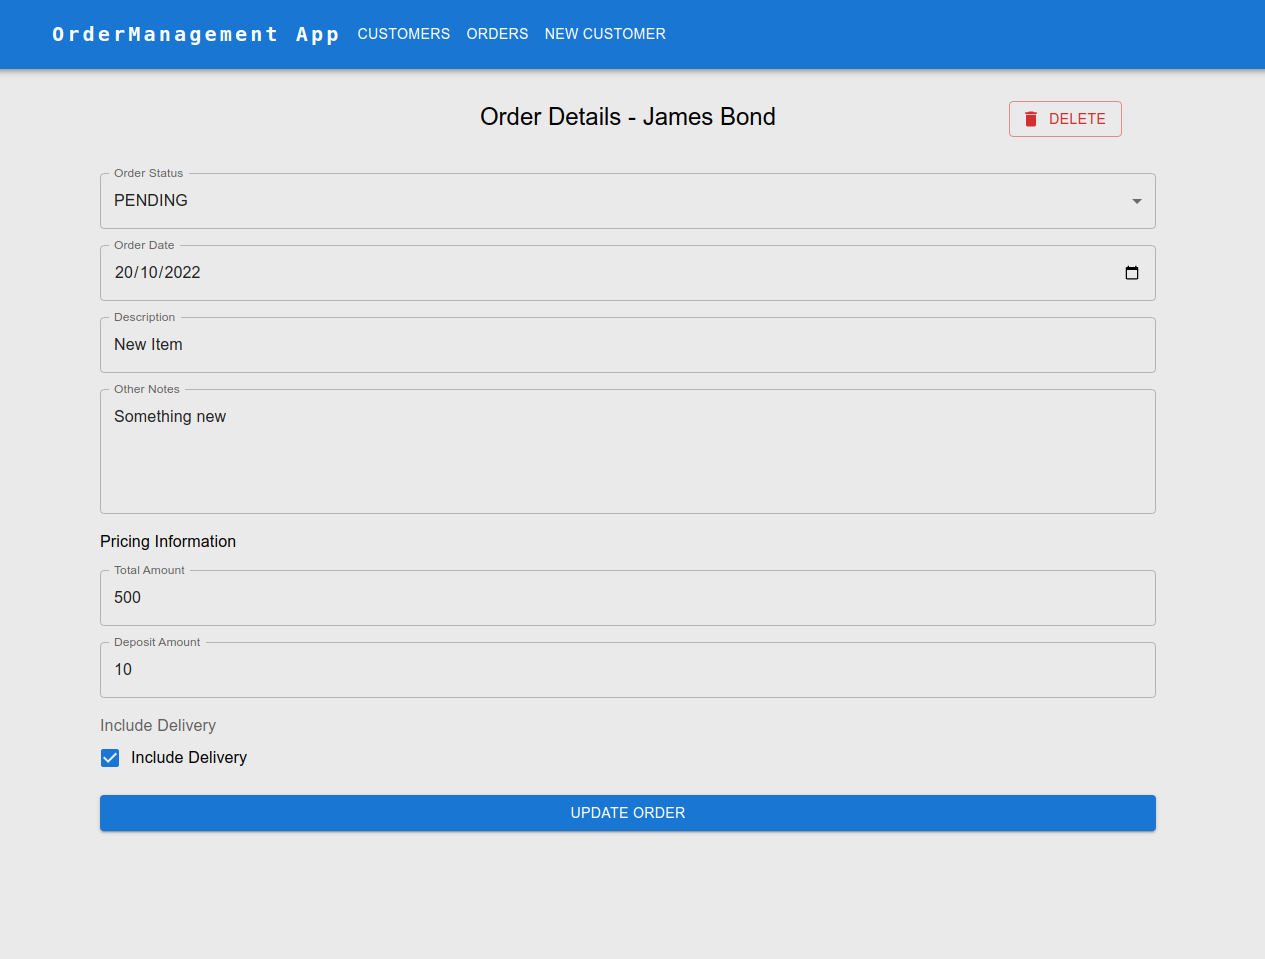 OrderManagement App CUSTOMERS ORDERS NEW CUSTOMER
Order Details - James Bond
DELETE
Order Status
PENDING
Order Date
20/10/2022
Description
New Item
Other Notes
Something new
Pricing Information
Total Amount
500
Deposit Amount
10
Include Delivery
Include Delivery
UPDATE ORDER